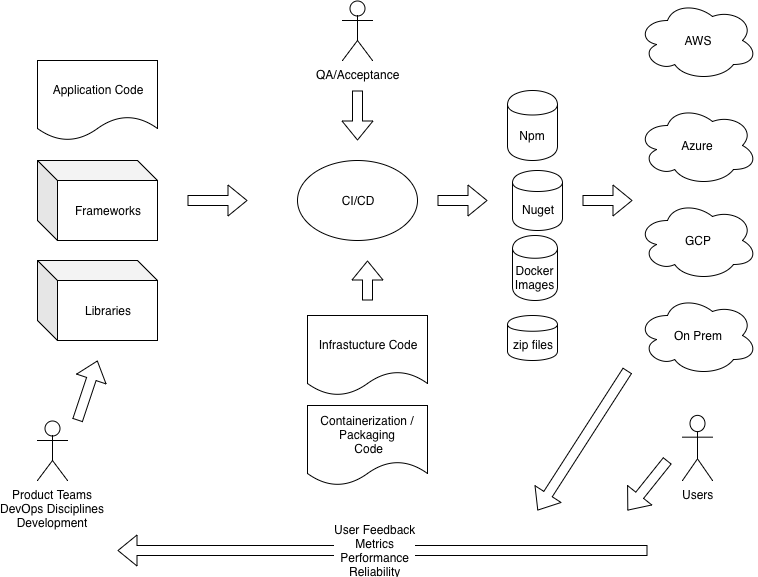 QA/Acceptance
AWS
Application Code
Npm
Azure
CI/CD
Frameworks
Nuget
GCP
Docker
Images
Libraries
Infrastucture Code
zip files
On Prem
Containerization /
Packaging
Code
Product Teams
DevOps Disciplines
Development
Users
User Feedback
Metrics
Performance
Reliability